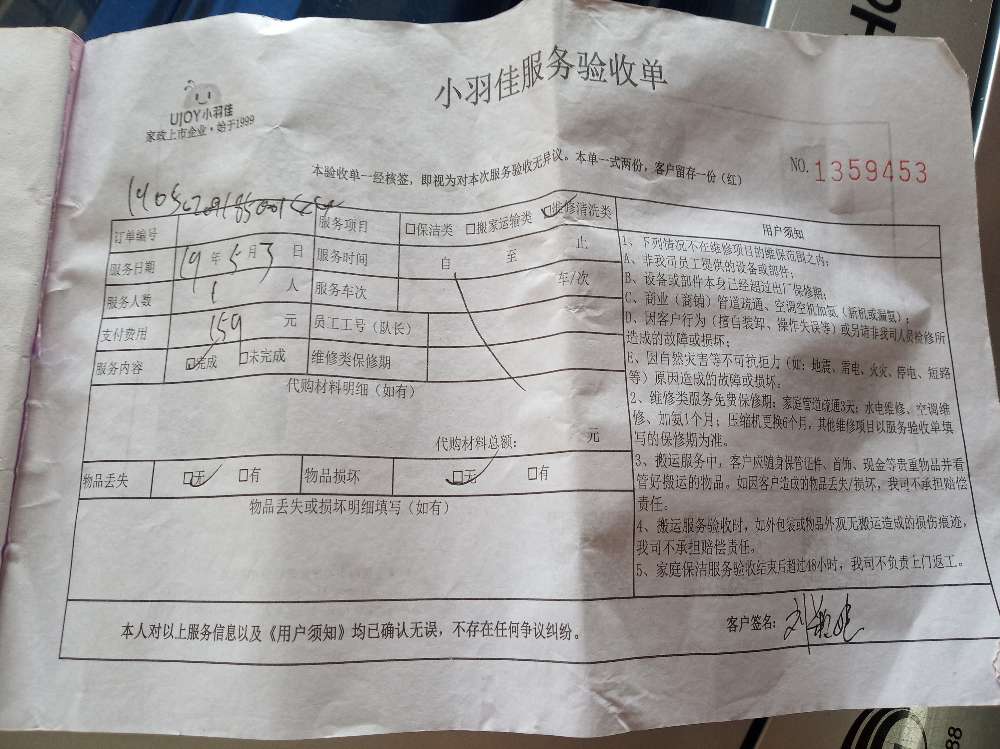 小羽佳服务验收单
UJOY小羽佳
家政上市企业·始于1999
本验收单一经核签，即视为对本次服务验收无异议。本单一式两份，客户留存一份（红）
NO. 1359453
订单编号
服务项目 □保洁类 □搬家运输类 □维修清洗类
服务日期 19 年 5 月 3 日 服务时间 自 至 止
服务人数 1 人 服务车次 车/次
支付费用 159 元 员工工号（队长）
服务内容 □完成 □未完成 维修类保修期
代购材料明细（如有）
代购材料总额： 元
物品丢失 □无 □有 物品损坏 □无 □有
物品丢失或损坏明细填写（如有）
用户须知
1、下列情况不在维修项目的维保范围之内：
A、非我司员工提供的设备或部件；
B、设备或部件本身已经超过出厂保修期；
C、商业（商铺）管道疏通、空调空机加氨（新机或漏氨）；
D、因客户行为（擅自装卸、操作失误等）或另请非我司人员检修所
造成的故障或损坏；
E、因自然灾害等不可抗拒力（如：地震、雷电、火灾、停电、短路
等）原因造成的故障或损坏。
2、维修类服务免费保修期：家庭管道疏通3天；水电维修、空调维
修、加氨1个月；压缩机更换6个月，其他维修项目以服务验收单填
写的保修期为准。
3、搬运服务中，客户应随身保管证件、首饰、现金等贵重物品并看
管好搬运的物品。如因客户造成的物品丢失/损坏，我司不承担赔偿
责任。
4、搬运服务验收时，如外包装或物品外观无搬运造成的损伤痕迹，
我司不承担赔偿责任。
5、家庭保洁服务验收结束后超过48小时，我司不负责上门返工。
本人对以上服务信息以及《用户须知》均已确认无误，不存在任何争议纠纷。
客户签名：